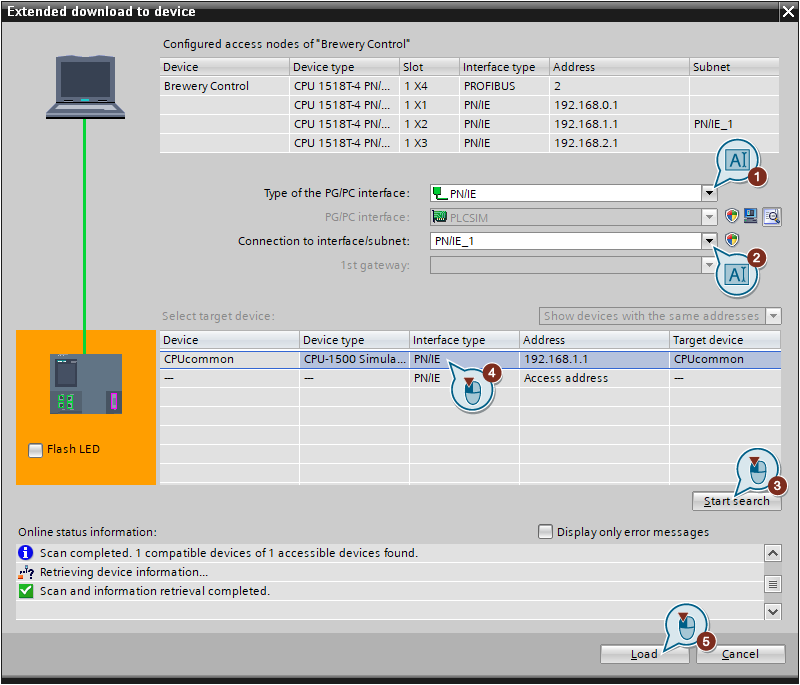 Extended download to device
Configured access nodes of "Brewery Control"
Device Device type Slot Interface type Address Subnet
Brewery Control CPU 1518T-4 PN/... 1 X4 PROFIBUS 2
CPU 1518T-4 PN/... 1 X1 PN/IE 192.168.0.1
CPU 1518T-4 PN/... 1 X2 PN/IE 192.168.1.1 PN/IE_1
CPU 1518T-4 PN/... 1 X3 PN/IE 192.168.2.1
AI
1
Type of the PG/PC interface: PN/IE
PG/PC interface: PLCSIM
Connection to interface/subnet: PN/IE_1
2
AI
1st gateway:
Select target device: Show devices with the same addresses
Device Device type Interface type Address Target device
CPUcommon CPU-1500 Simula... PN/IE 192.168.1.1 CPUcommon
— — PN/IE Access address —
4
Flash LED
3
Start search
Online status information: Display only error messages
Scan completed. 1 compatible devices of 1 accessible devices found.
Retrieving device information...
Scan and information retrieval completed.
5
Load Cancel